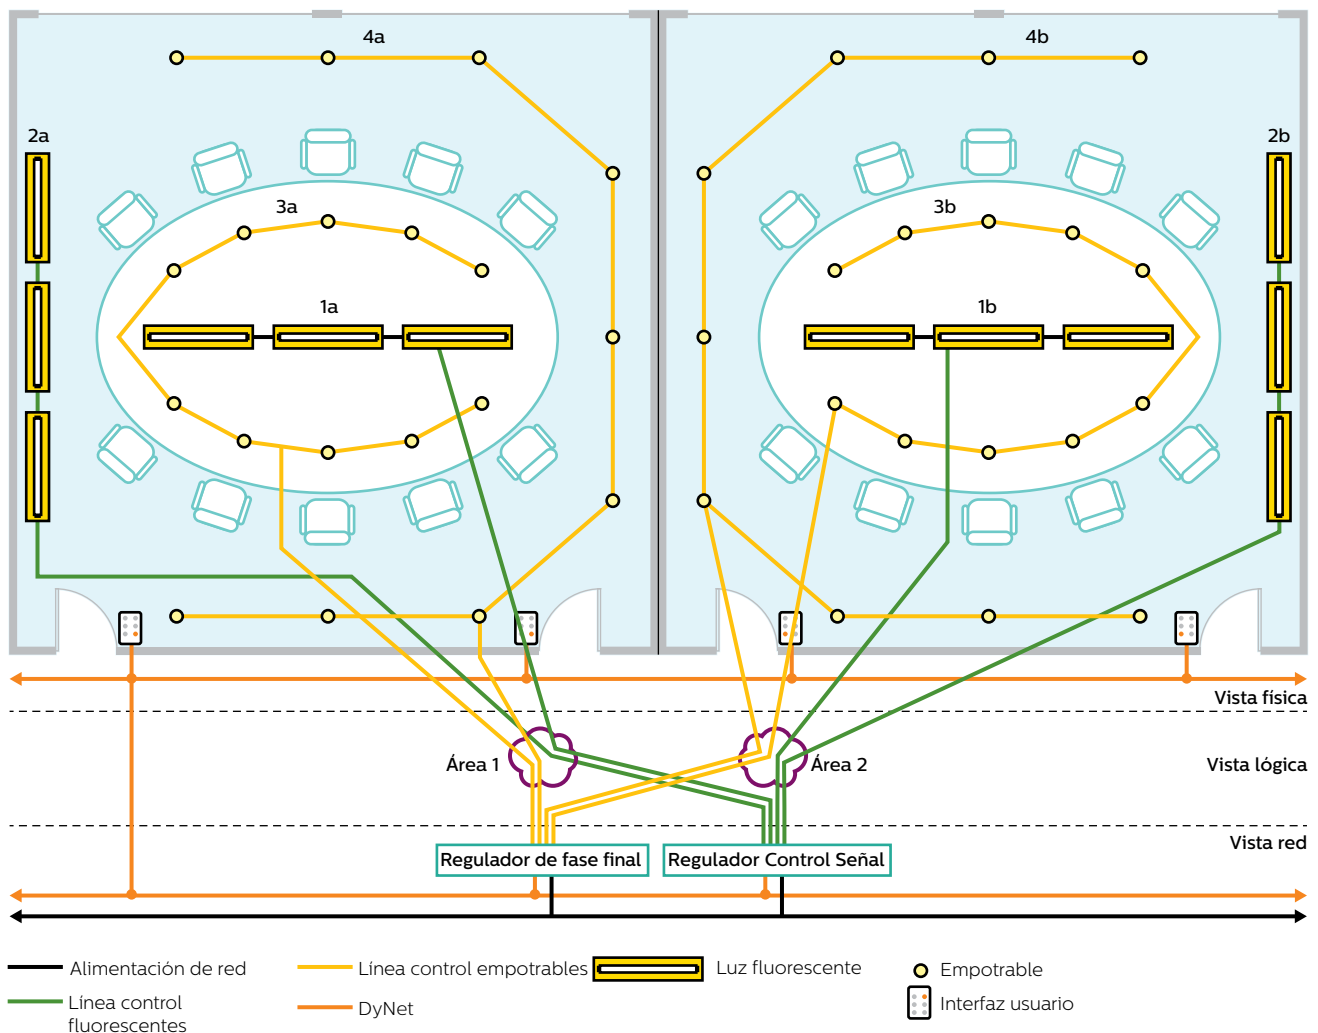 4a
4b
2a
2b
3a
3b
1a
1b
Vista física
Área 1
Área 2
Vista lógica
Vista red
Regulador de fase final
Regulador Control Señal
Alimentación de red
Línea control empotrables
Luz fluorescente
Empotrable
Línea control
fluorescentes
DyNet
Interfaz usuario